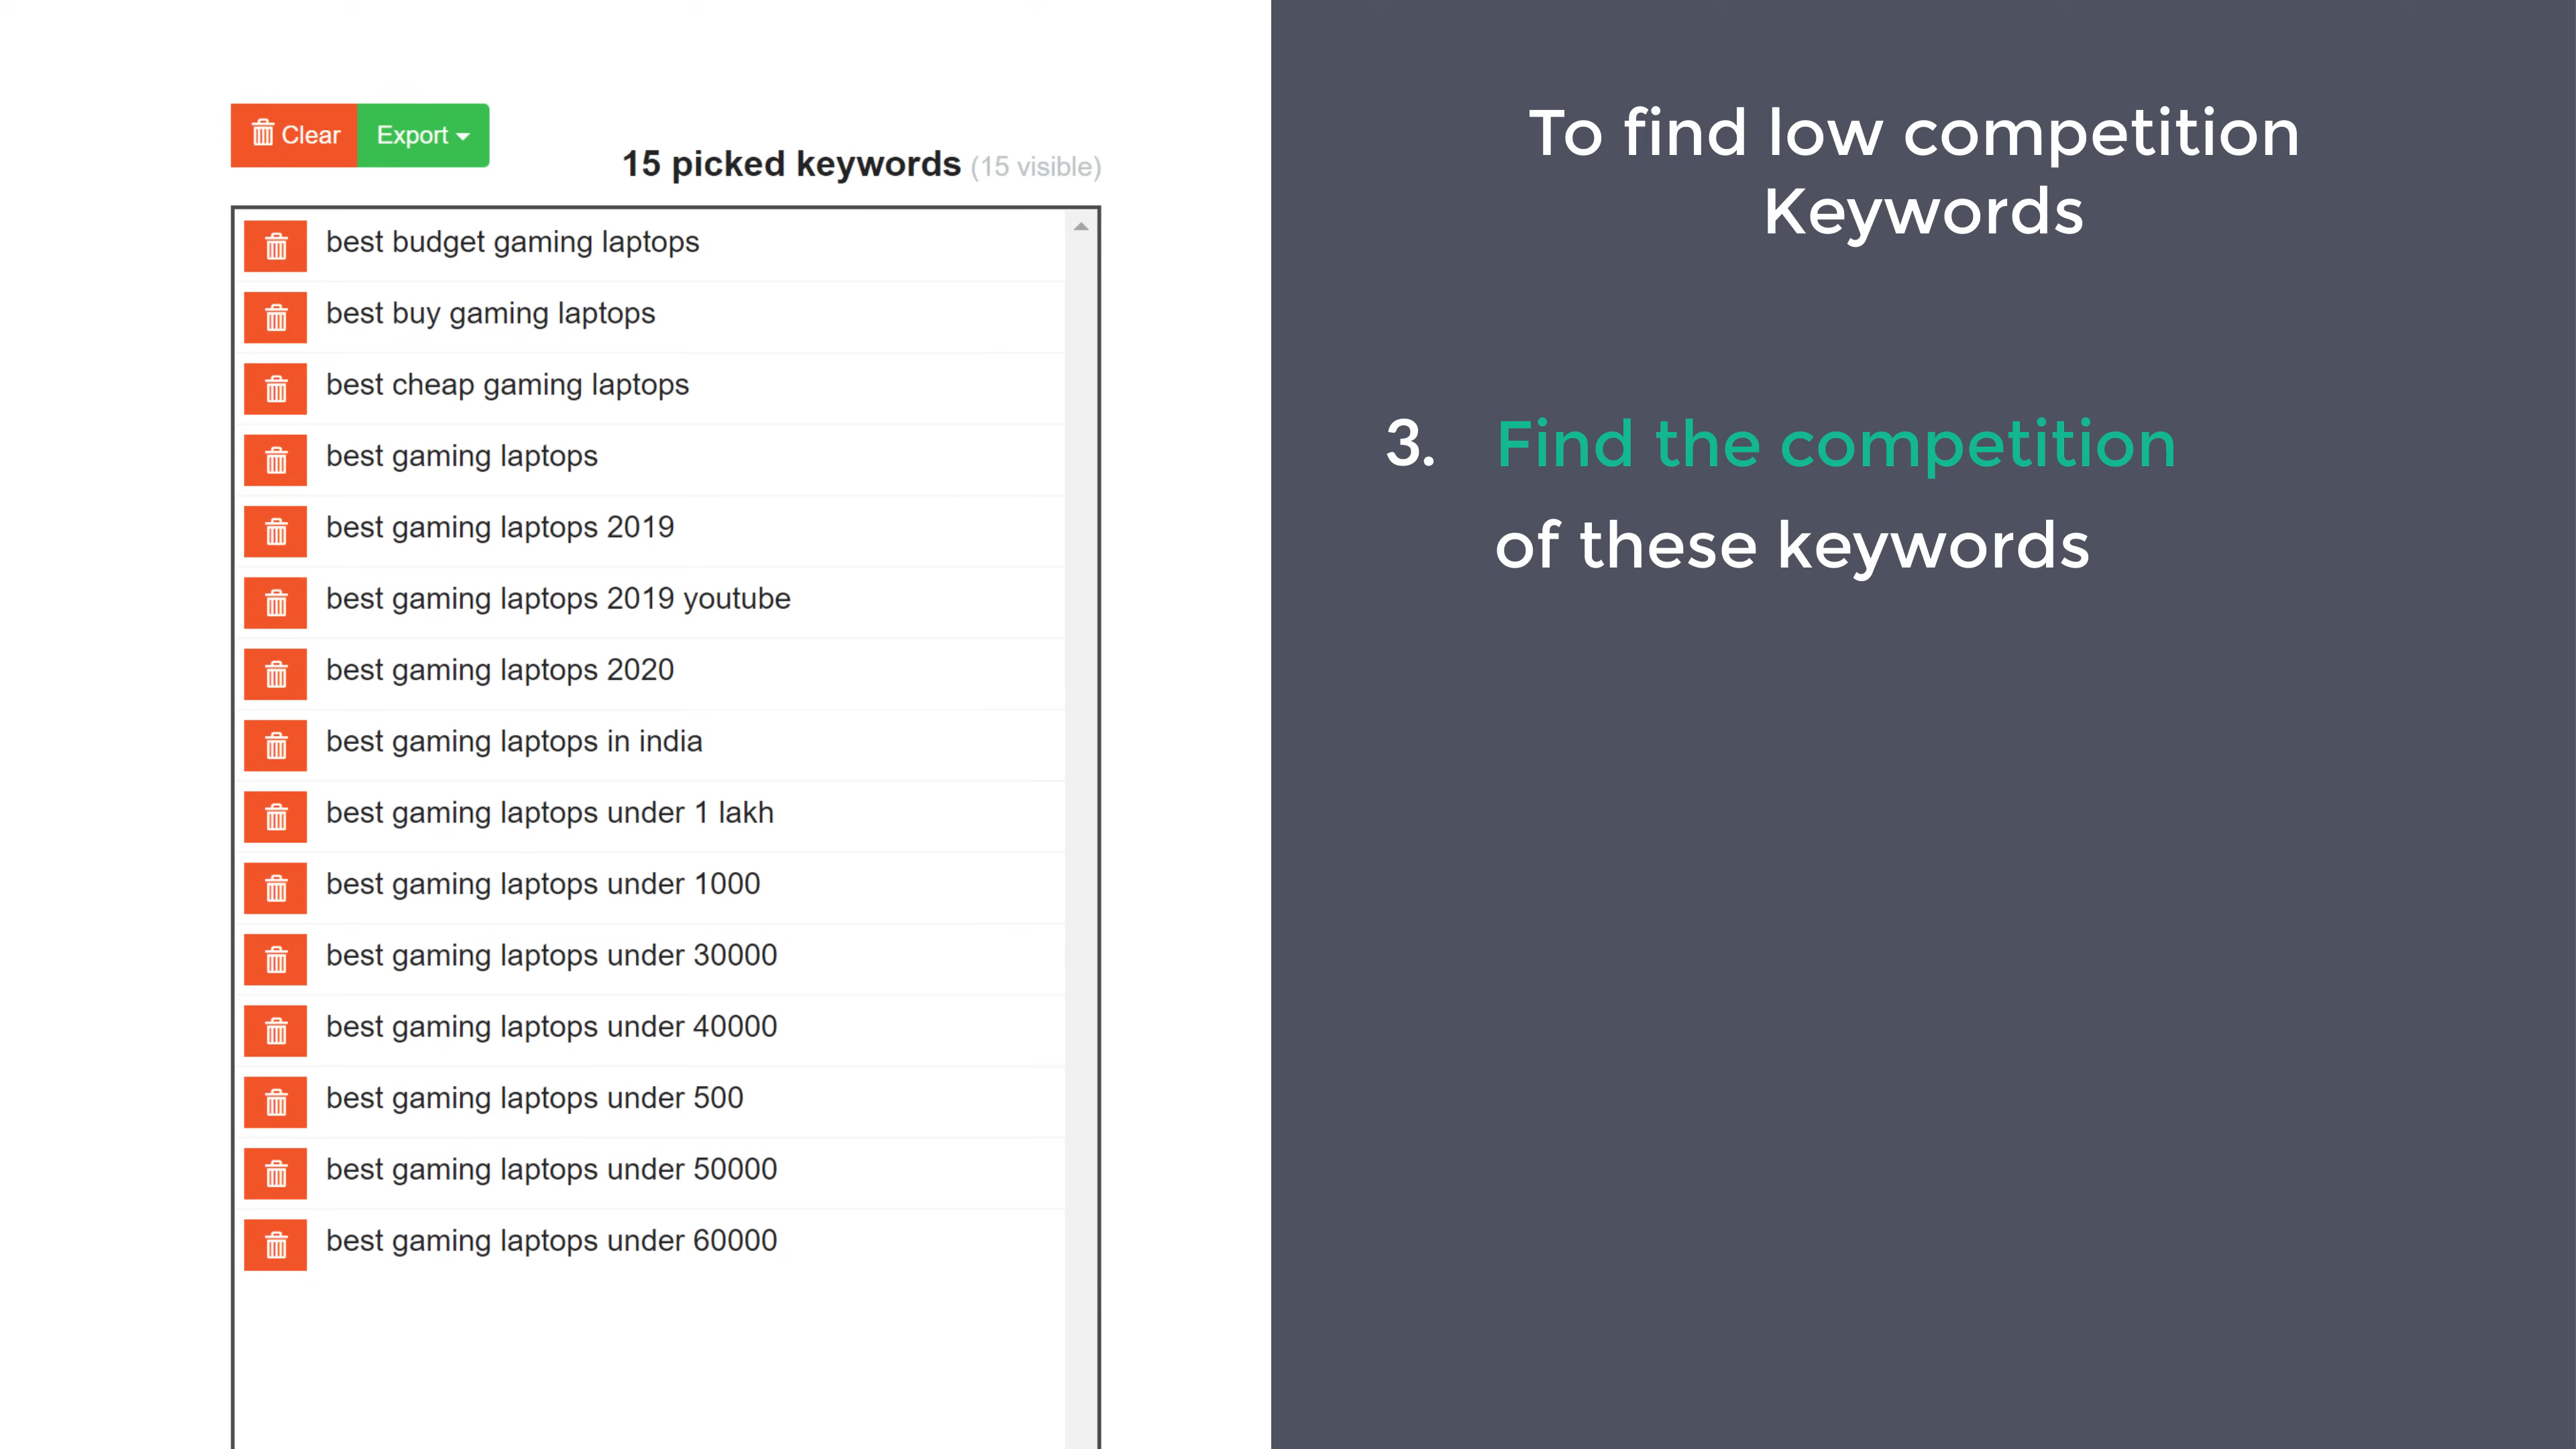 Clear
Export
15 picked keywords (15 visible)
best budget gaming laptops
best buy gaming laptops
best cheap gaming laptops
best gaming laptops
best gaming laptops 2019
best gaming laptops 2019 youtube
best gaming laptops 2020
best gaming laptops in india
best gaming laptops under 1 lakh
best gaming laptops under 1000
best gaming laptops under 30000
best gaming laptops under 40000
best gaming laptops under 500
best gaming laptops under 50000
best gaming laptops under 60000
To find low competition
Keywords
3. Find the competition
of these keywords